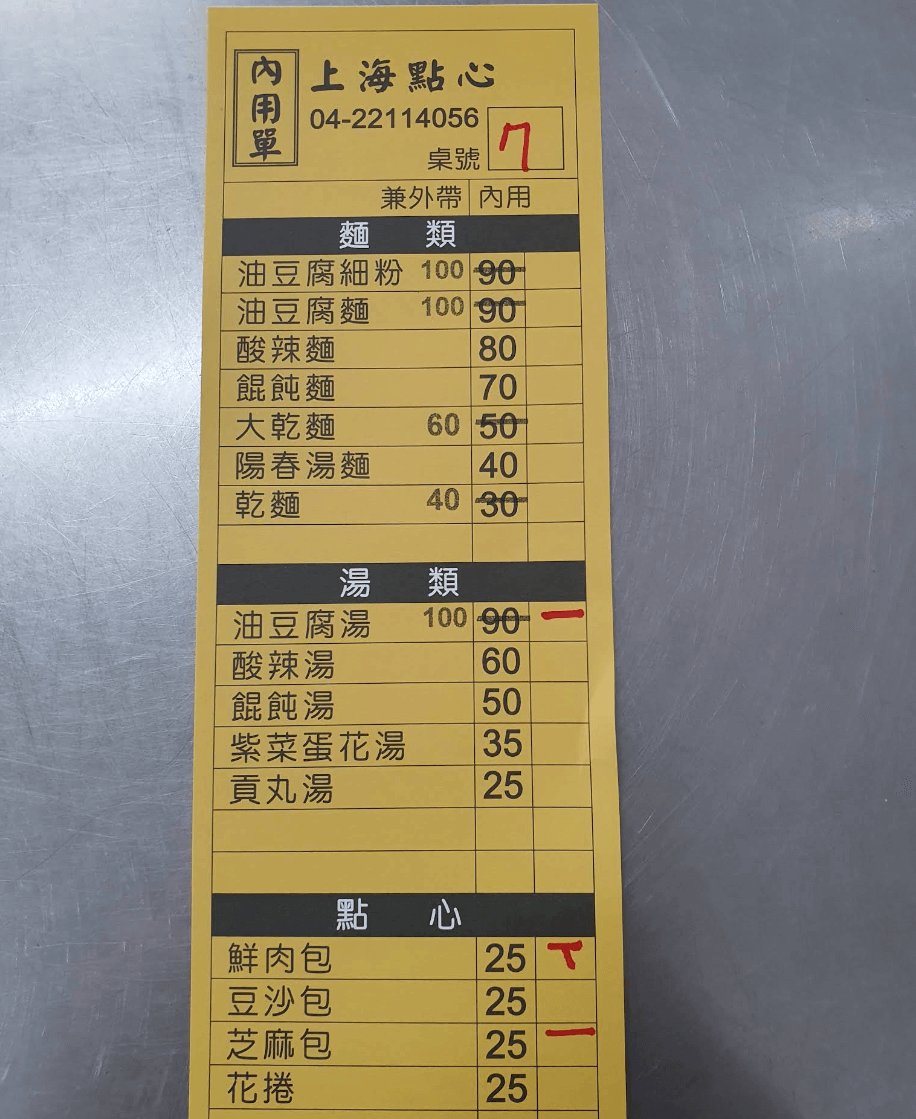 內用單
上海點心
04-22114056
桌號 7
兼外帶 內用
麵 類
油豆腐細粉 100 90
油豆腐麵 100 90
酸辣麵 80
餛飩麵 70
大乾麵 60 50
陽春湯麵 40
乾麵 40 30
湯 類
油豆腐湯 100 90 一
酸辣湯 60
餛飩湯 50
紫菜蛋花湯 35
貢丸湯 25
點 心
鮮肉包 25
豆沙包 25
芝麻包 25 一
花捲 25